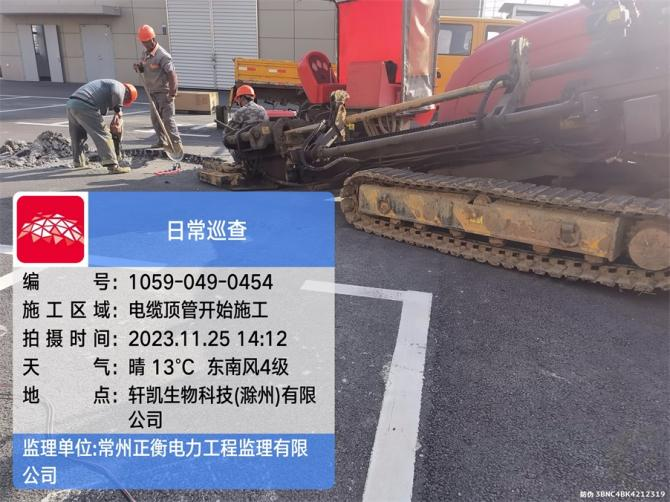 日常巡查
编号：1059-049-0454
施工区域：电缆顶管开始施工
拍摄时间：2023.11.25 14:12
天气：晴 13℃ 东南风4级
地点：轩凯生物科技(滁州)有限
公司
监理单位:常州正衡电力工程监理有限
公司
防伪 3BNC4BK4212319